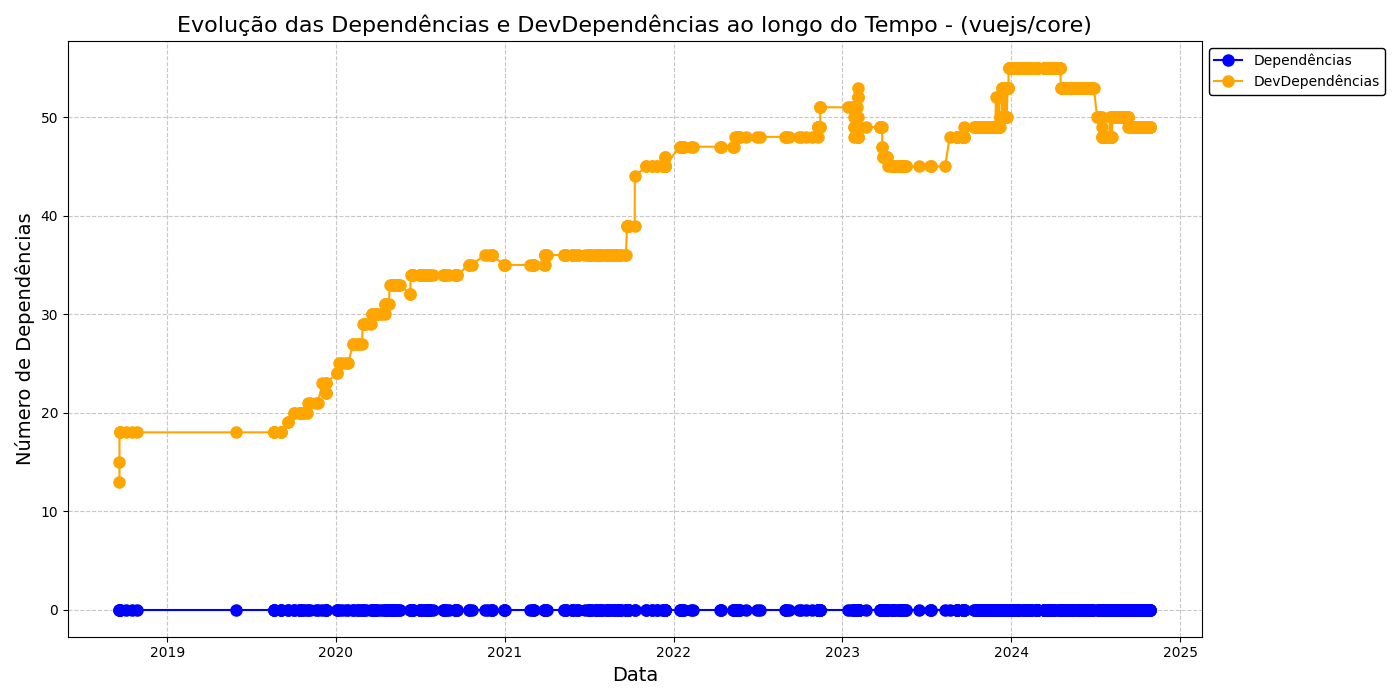 Evolução das Dependências e DevDependências ao longo do Tempo - (vuejs/core)
Dependências
DevDependências
Número de Dependências
50
40
30
20
10
0
2019 2020 2021 2022 2023 2024 2025
Data